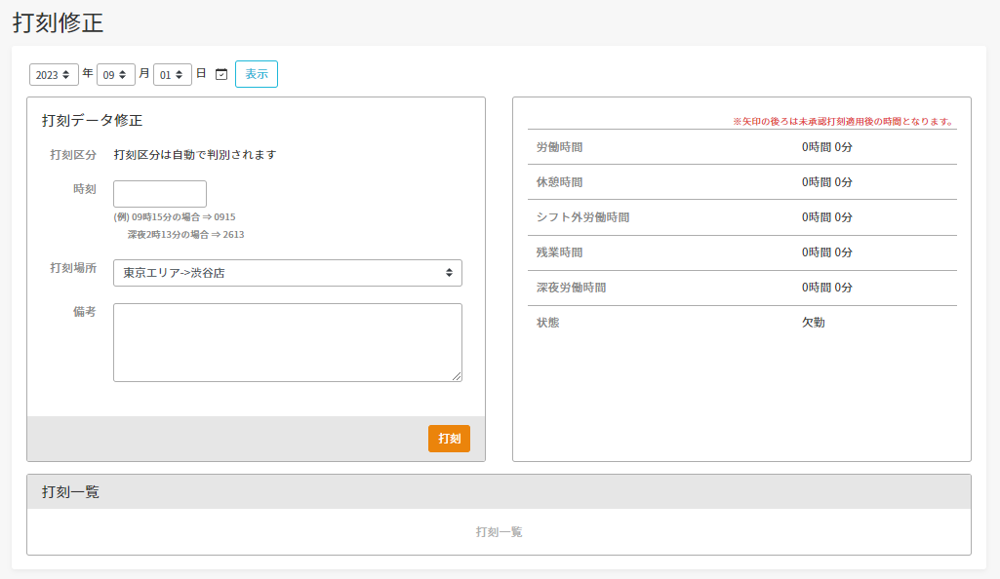 打刻修正
2023 年 09 月 01 日 表示
打刻データ修正
打刻区分 打刻区分は自動で判別されます
時刻
(例) 09時15分の場合 ⇒ 0915
深夜2時13分の場合 ⇒ 2613
打刻場所 東京エリア->渋谷店
備考
打刻
※矢印の後ろは未承認打刻適用後の時間となります。
労働時間 0時間 0分
休憩時間 0時間 0分
シフト外労働時間 0時間 0分
残業時間 0時間 0分
深夜労働時間 0時間 0分
状態 欠勤
打刻一覧
打刻一覧